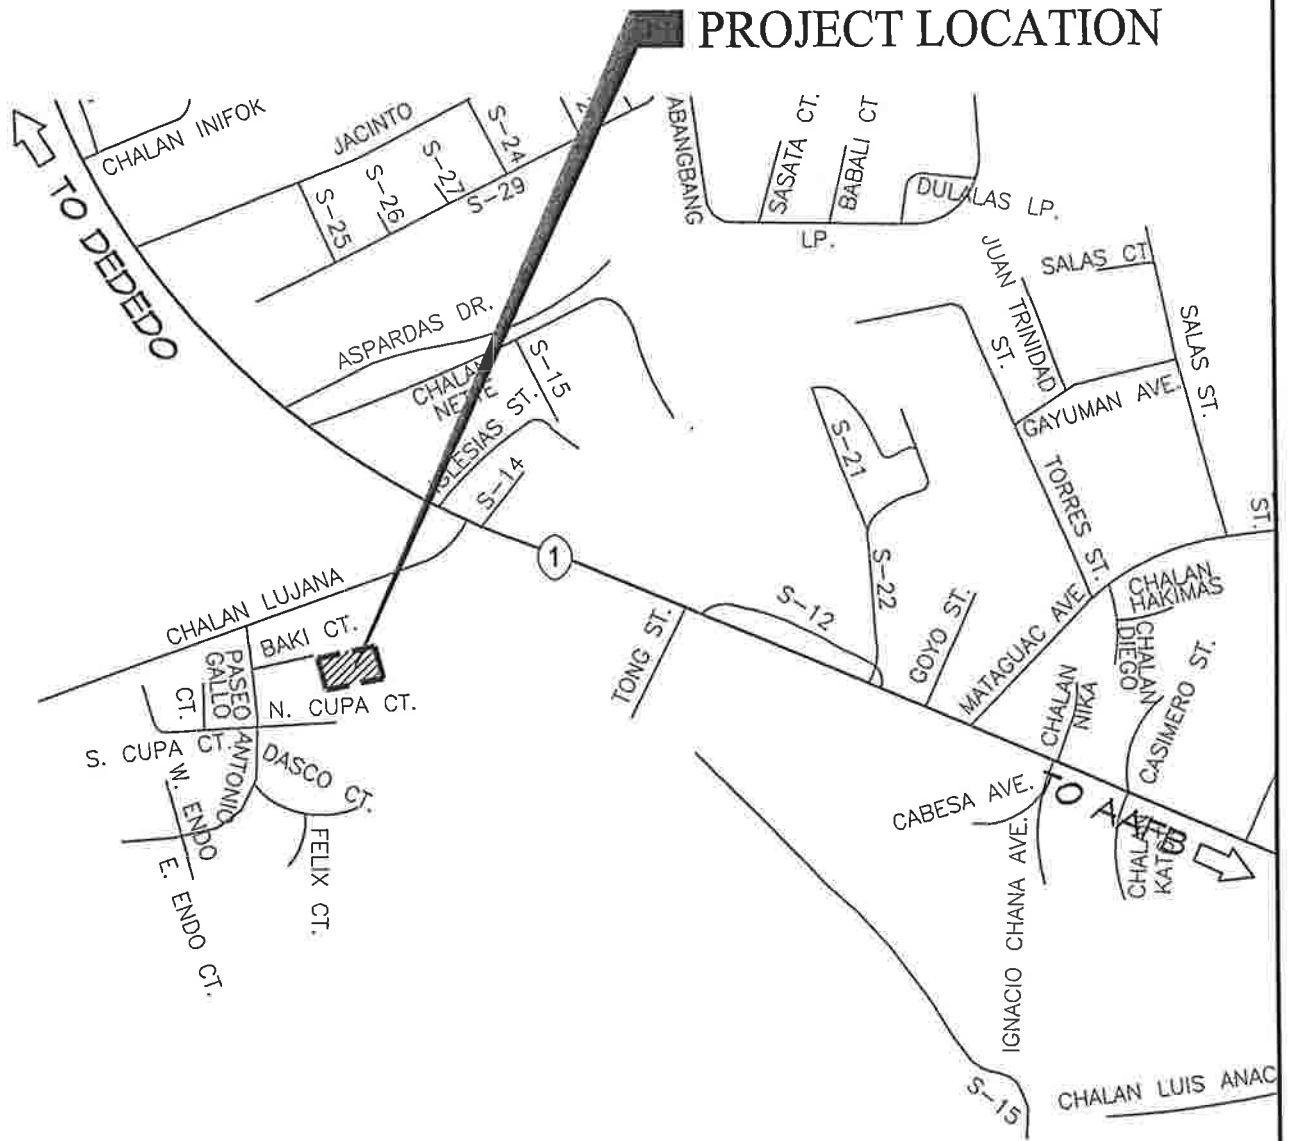 PROJECT LOCATION
TO DEDEDO
CHALAN INIFOK
JACINTO
S-24
S-27
S-26
S-25
S-29
ABANGBANG
LP.
SASATA CT.
BABALI CT
DULALAS LP.
JUAN TRINIDAD
ST.
SALAS CT
SALAS ST.
GAYUMAN AVE.
ASPARDAS DR.
CHALAN
S-15
IGLESIAS ST.
S-14
1
S-21
S-22
S-12
TORRES ST.
ST.
CHALAN
HAKIMAS
CHALAN
DIEGO
CASIMERO ST.
MATAGUAC AVE.
GOYO ST.
TONG ST.
CHALAN
NIKA
CHALAN LUJANA
BAKI CT.
PASEO
ANTONIO
GALLO
CT.
N. CUPA CT.
S. CUPA CT.
DASCO CT.
W. ENDO
E. ENDO CT.
FELIX CT.
CABESA AVE.
TO AAFB
IGNACIO CHANA AVE.
S-15
CHALAN LUIS ANAC